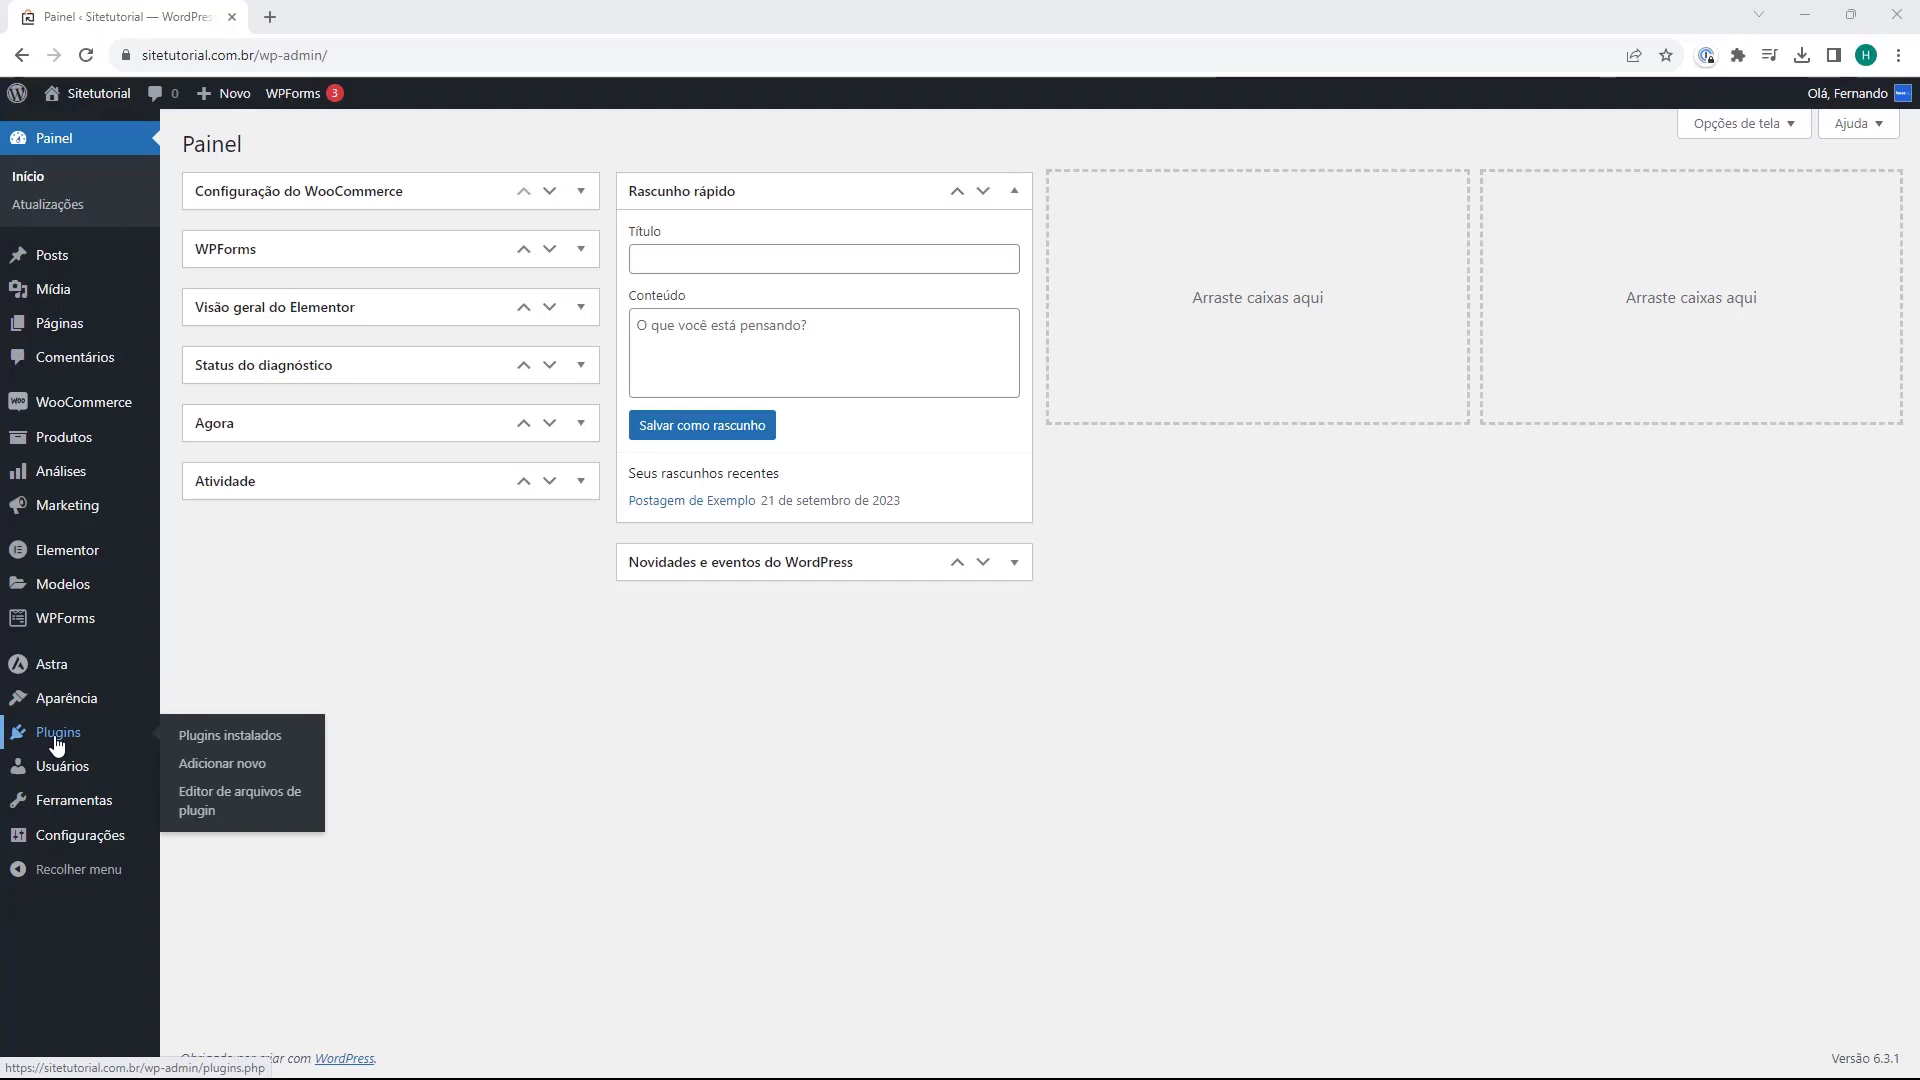 Painel ‹ Sitetutorial — WordPres
sitetutorial.com.br/wp-admin/
H
Sitetutorial
0
Novo
WPForms 3
Olá, Fernando
Painel
Início
Atualizações
Posts
Mídia
Páginas
Comentários
WooCommerce
Produtos
Análises
Marketing
Elementor
Modelos
WPForms
Astra
Aparência
Plugins
Usuários
Ferramentas
Configurações
Recolher menu
Plugins instalados
Adicionar novo
Editor de arquivos de
plugin
Opções de tela
Ajuda
Painel
Configuração do WooCommerce
WPForms
Visão geral do Elementor
Status do diagnóstico
Agora
Atividade
Rascunho rápido
Título
Conteúdo
O que você está pensando?
Salvar como rascunho
Seus rascunhos recentes
Postagem de Exemplo 21 de setembro de 2023
Novidades e eventos do WordPress
Arraste caixas aqui
Arraste caixas aqui
com WordPress.
Versão 6.3.1
https://sitetutorial.com.br/wp-admin/plugins.php